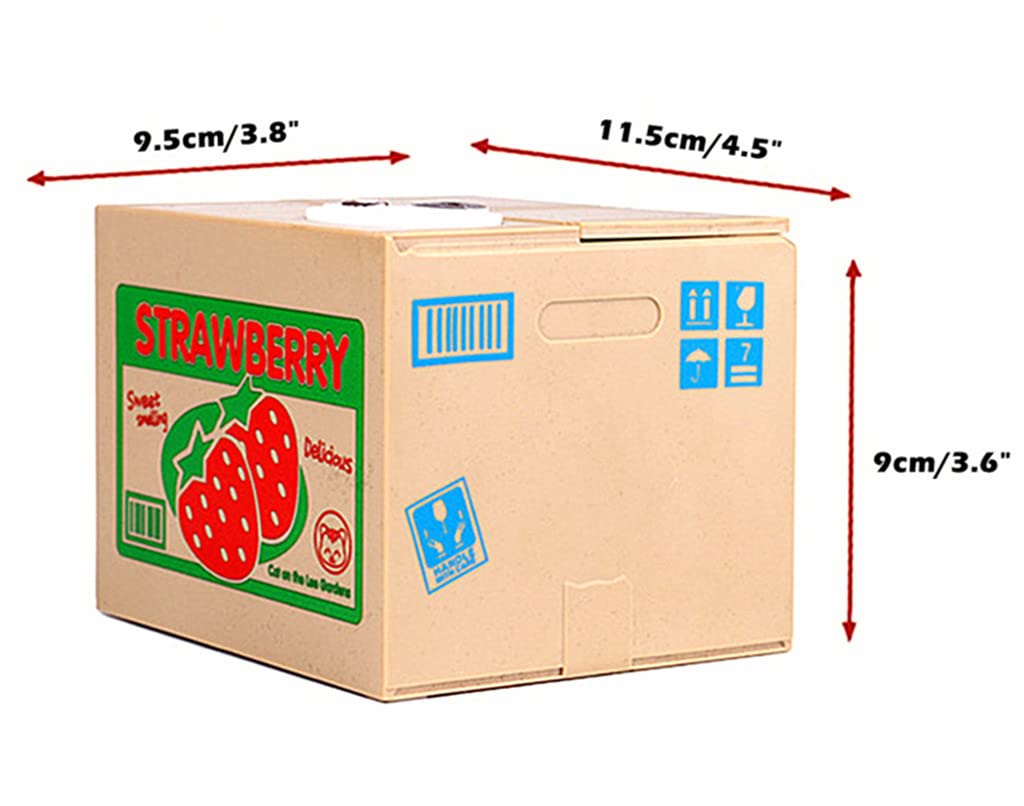 9.5cm/3.8"
11.5cm/4.5"
STRAWBERRY
Sweet
smelling
Delicious
Cat on the Lee Gardens
7
HANDLE
WITH CARE
9cm/3.6"